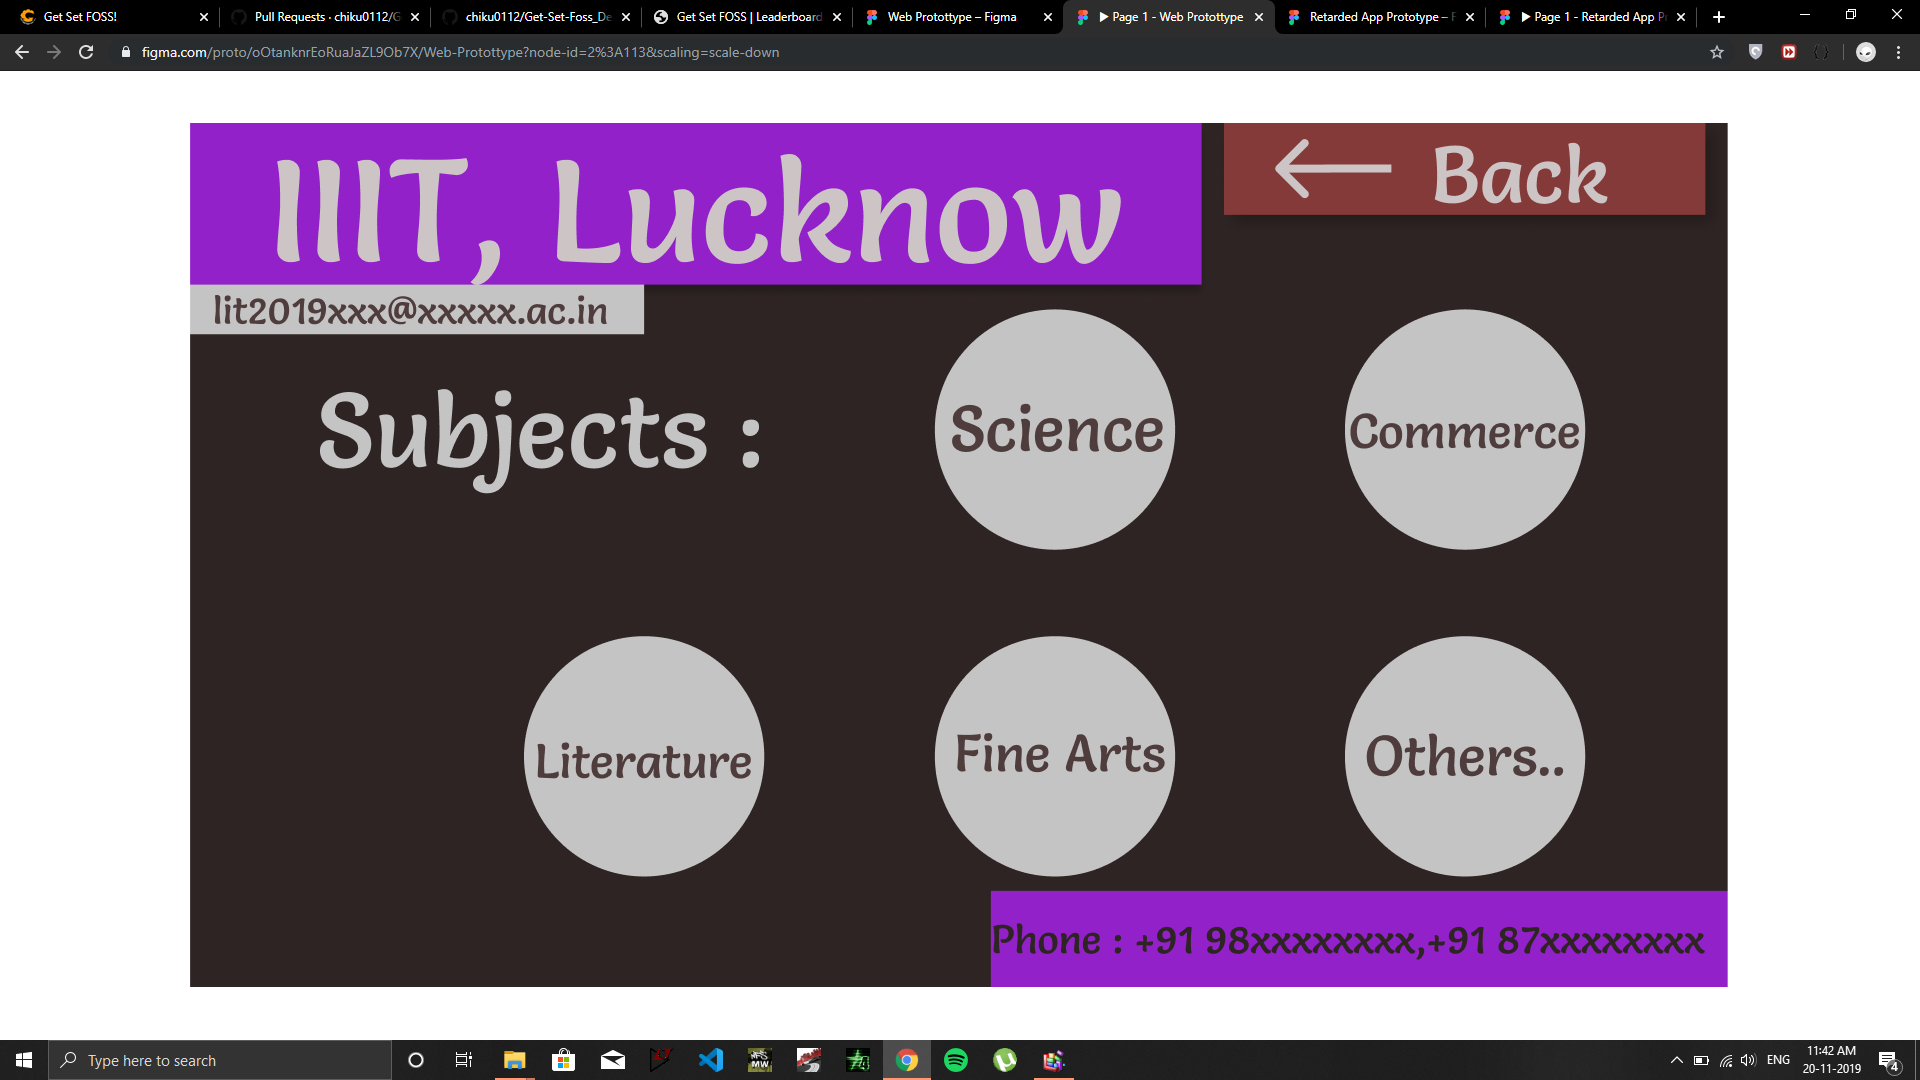 Get Set FOSS!
Pull Requests · chiku0112/G
chiku0112/Get-Set-Foss_De
Get Set FOSS | Leaderboard
Web Protottype – Figma
▶ Page 1 - Web Protottype
Retarded App Prototype – F
▶ Page 1 - Retarded App P
figma.com/proto/oOtanknrEoRuaJaZL9Ob7X/Web-Protottype?node-id=2%3A113&scaling=scale-down
IIIT, Lucknow
Back
lit2019xxx@xxxxx.ac.in
Subjects :
Science
Commerce
Literature
Fine Arts
Others..
Phone : +91 98xxxxxxxx,+91 87xxxxxxxx
Type here to search
ENG
11:42 AM
20-11-2019
4